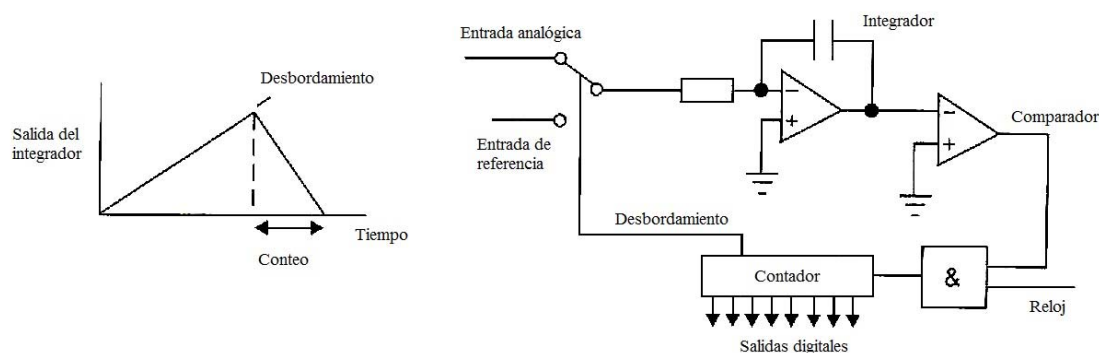 Desbordamiento
Salida del
integrador
Tiempo
Conteo
Integrador
Entrada analógica
−
+
−
+
Comparador
Entrada de
referencia
Desbordamiento
Contador
&
Reloj
Salidas digitales